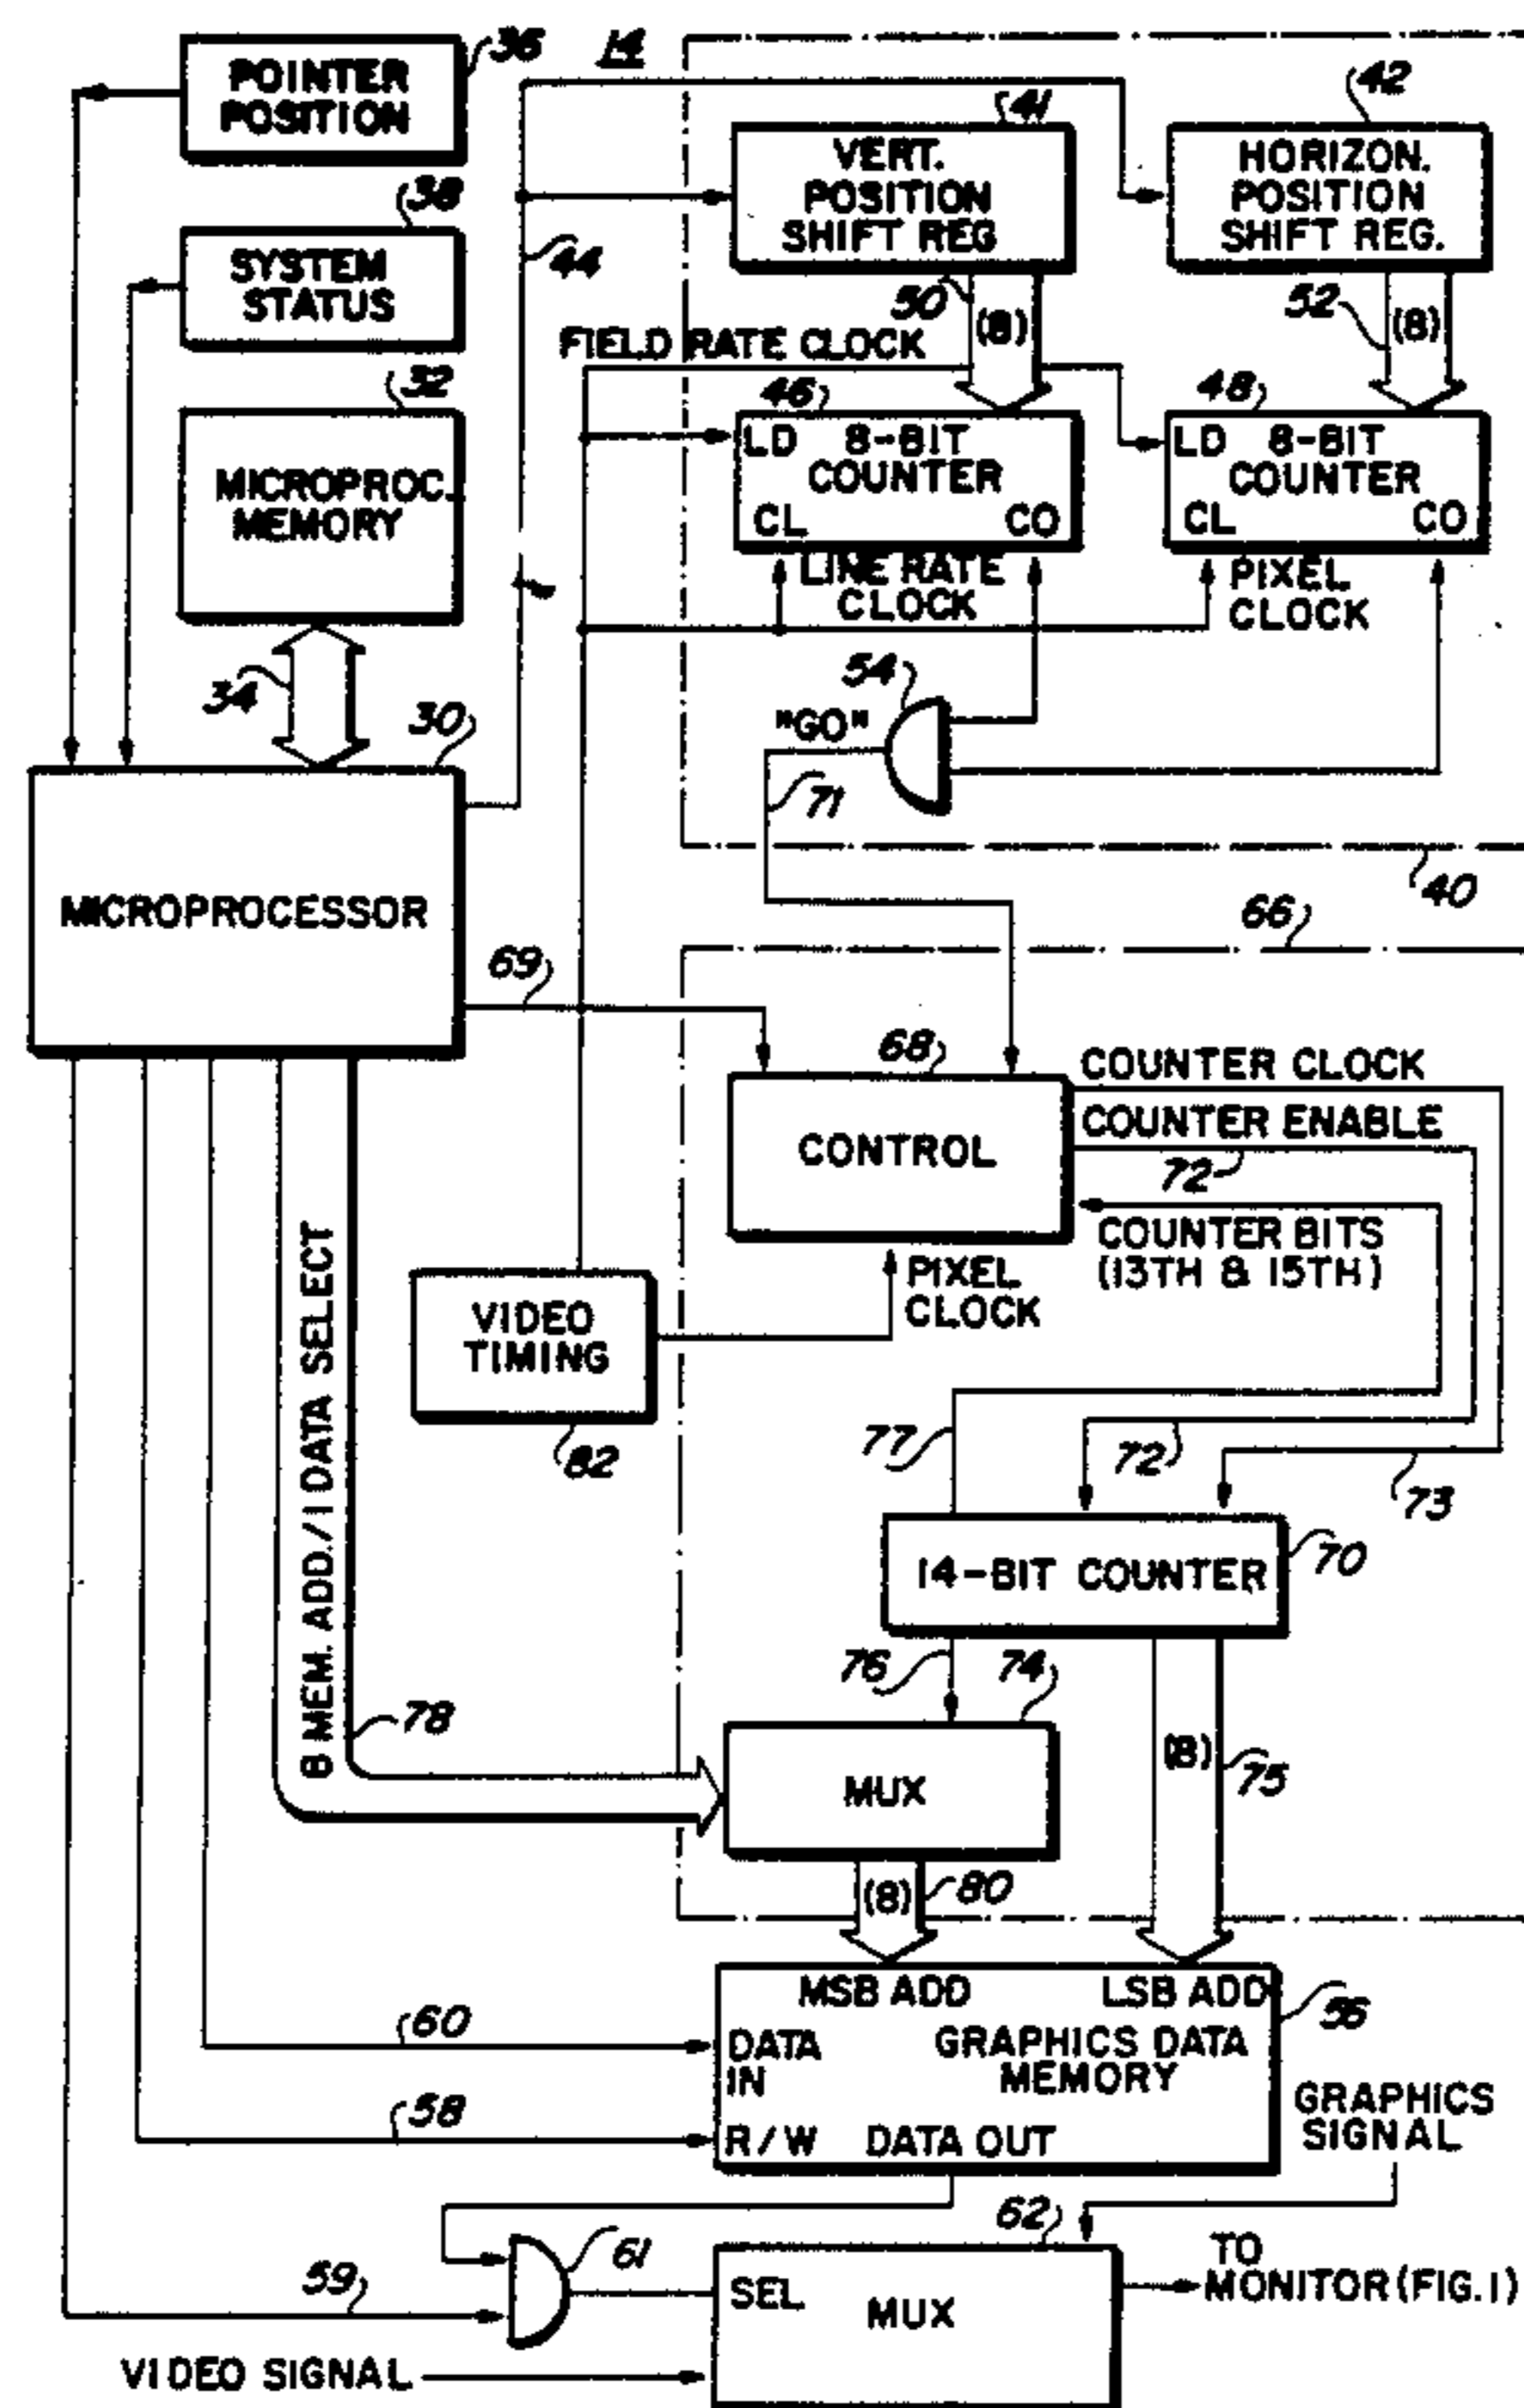 14
36
POINTER
POSITION
38
SYSTEM
STATUS
32
MICROPROC.
MEMORY
34
30
MICROPROCESSOR
44
41
VERT.
POSITION
SHIFT REG
42
HORIZON.
POSITION
SHIFT REG.
50
(8)
52
(8)
FIELD RATE CLOCK
46
LD 8-BIT
COUNTER
CL CO
48
LD 8-BIT
COUNTER
CL CO
LINE RATE
CLOCK
PIXEL
CLOCK
54
"GO"
71
40
66
69
68
CONTROL
COUNTER CLOCK
COUNTER ENABLE
72
COUNTER BITS
(13TH & 15TH)
PIXEL
CLOCK
VIDEO
TIMING
82
77
72
73
14-BIT COUNTER
70
8 MEM. ADD./1 DATA SELECT
78
76
74
MUX
(8)
75
(8)
80
MSB ADD LSB ADD
56
DATA
IN
GRAPHICS DATA
MEMORY
R/W DATA OUT
60
58
GRAPHICS
SIGNAL
62
61
59
SEL
MUX
TO
MONITOR (FIG. 1)
VIDEO SIGNAL